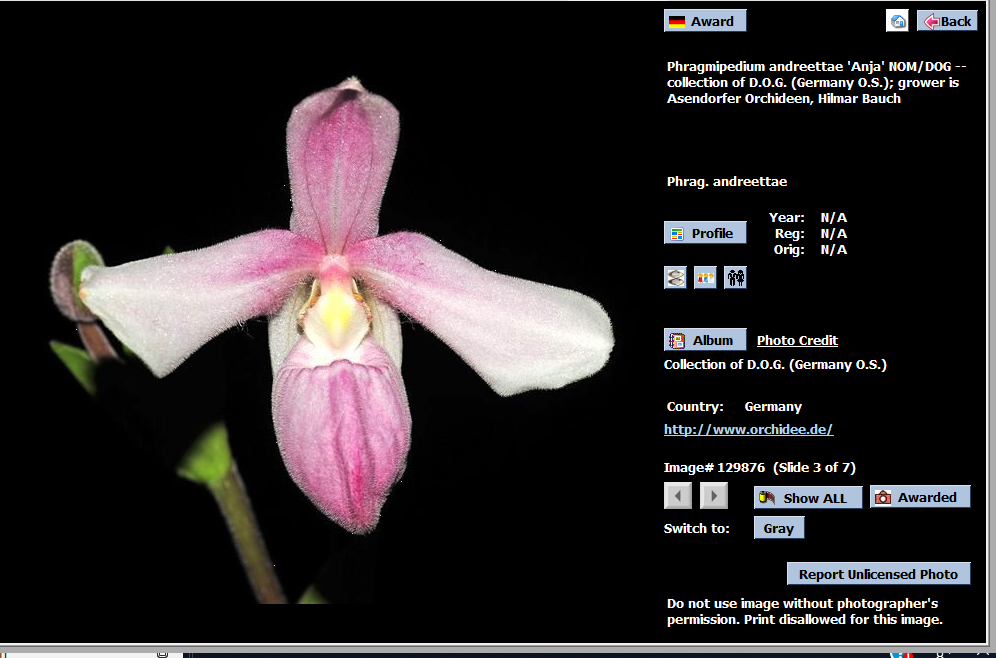 Award
Back
Phragmipedium andreettae 'Anja' NOM/DOG --
collection of D.O.G. (Germany O.S.); grower is
Asendorfer Orchideen, Hilmar Bauch
Phrag. andreettae
Profile
Year: N/A
Reg: N/A
Orig: N/A
Album Photo Credit
Collection of D.O.G. (Germany O.S.)
Country: Germany
http://www.orchidee.de/
Image# 129876 (Slide 3 of 7)
Show ALL Awarded
Switch to: Gray
Report Unlicensed Photo
Do not use image without photographer's
permission. Print disallowed for this image.